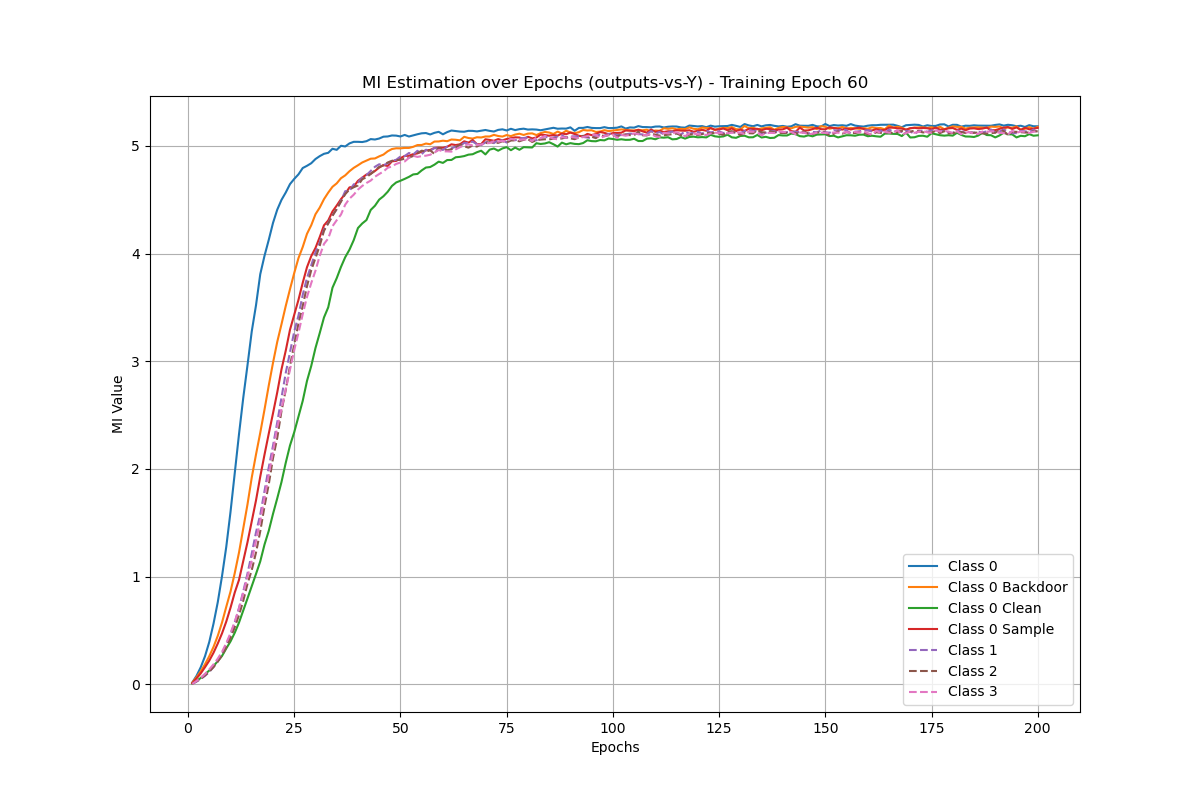 MI Estimation over Epochs (outputs-vs-Y) - Training Epoch 60
MI Value
5
4
3
2
1
0
0 25 50 75 100 125 150 175 200
Epochs
Class 0
Class 0 Backdoor
Class 0 Clean
Class 0 Sample
Class 1
Class 2
Class 3